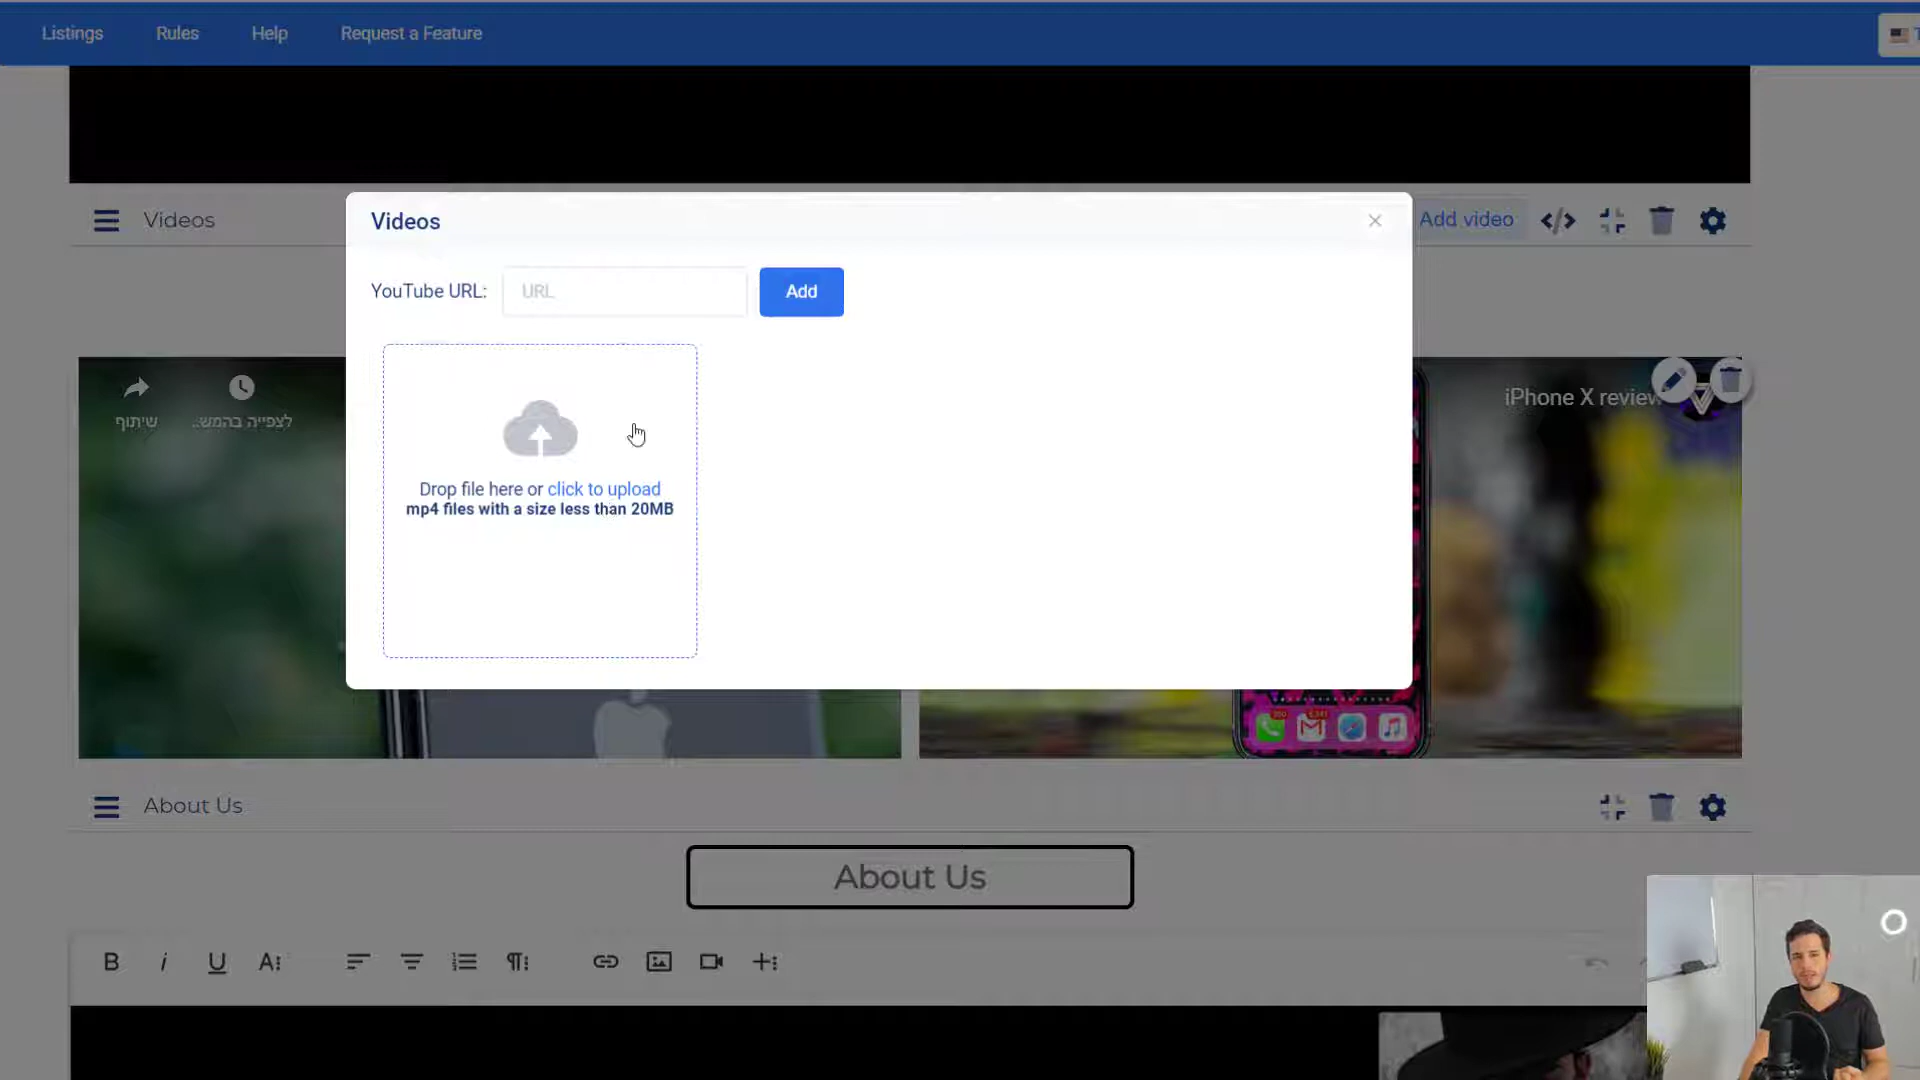 Listings
Rules
Help
Request a Feature
Videos
Add video
Videos
YouTube URL:
URL
Add
Drop file here or click to upload
mp4 files with a size less than 20MB
שיתוף
לצפייה בהמש..
iPhone X review
About Us
About Us
B i U A